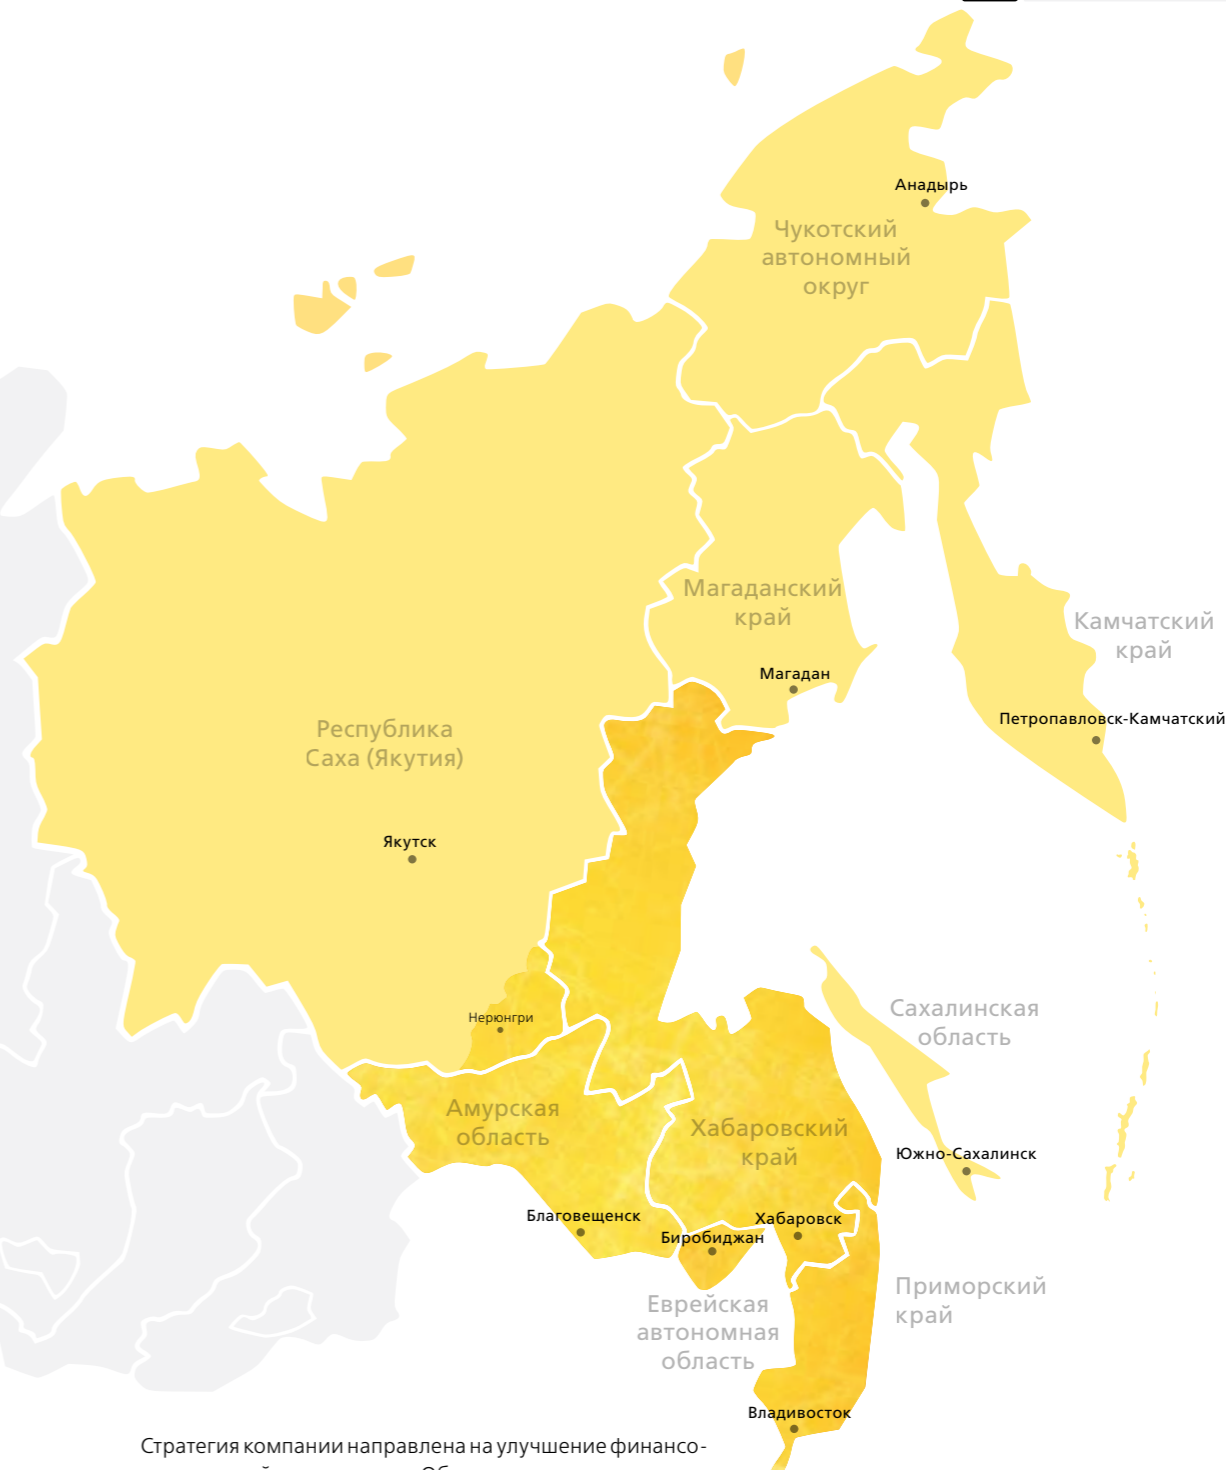 Анадырь
Чукотский
автономный
округ
Магаданский
край
Камчатский
край
Магадан
Петропавловск-Камчатский
Республика
Саха (Якутия)
Якутск
Сахалинская
область
Нерюнгри
Амурская
область
Хабаровский
край
Южно-Сахалинск
Благовещенск
Хабаровск
Биробиджан
Приморский
край
Еврейская
автономная
область
Владивосток
Стратегия компании направлена на улучшение финансо-